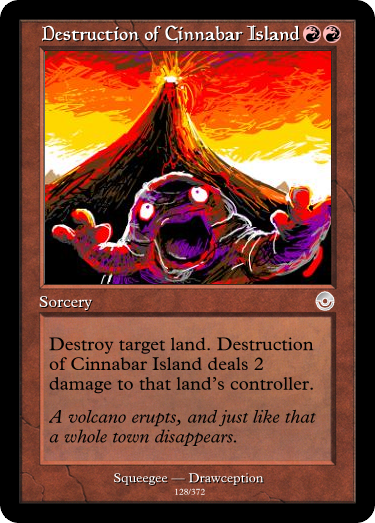 Destruction of Cinnabar Island
Sorcery
Destroy target land. Destruction
of Cinnabar Island deals 2
damage to that land's controller.
A volcano erupts, and just like that
a whole town disappears.
Squeegee — Drawception
128/372